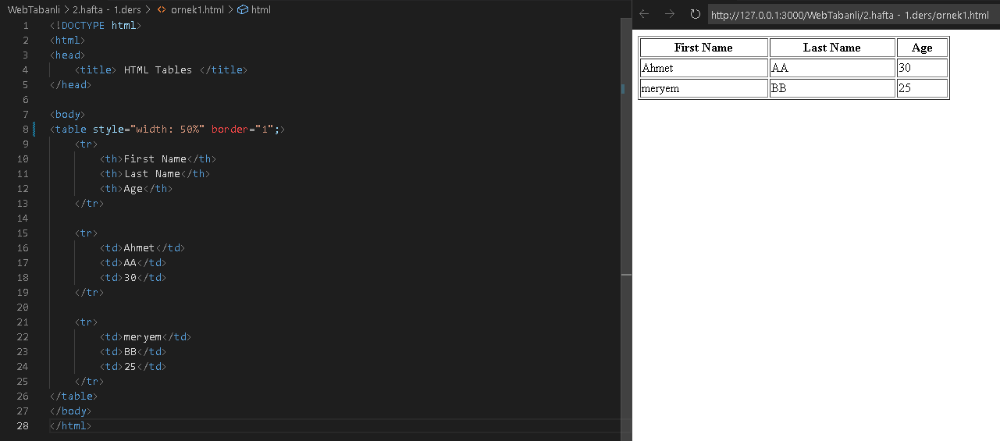 WebTabanli > 2.hafta - 1.ders > <> ornek1.html > html
1 <!DOCTYPE html>
2 <html>
3 <head>
4     <title> HTML Tables </title>
5 </head>
6
7 <body>
8 <table style="width: 50%" border="1";>
9     <tr>
10         <th>First Name</th>
11         <th>Last Name</th>
12         <th>Age</th>
13     </tr>
14
15     <tr>
16         <td>Ahmet</td>
17         <td>AA</td>
18         <td>30</td>
19     </tr>
20
21     <tr>
22         <td>meryem</td>
23         <td>BB</td>
24         <td>25</td>
25     </tr>
26 </table>
27 </body>
28 </html>
http://127.0.0.1:3000/WebTabanli/2.hafta - 1.ders/ornek1.html
First Name Last Name Age
Ahmet AA 30
meryem BB 25